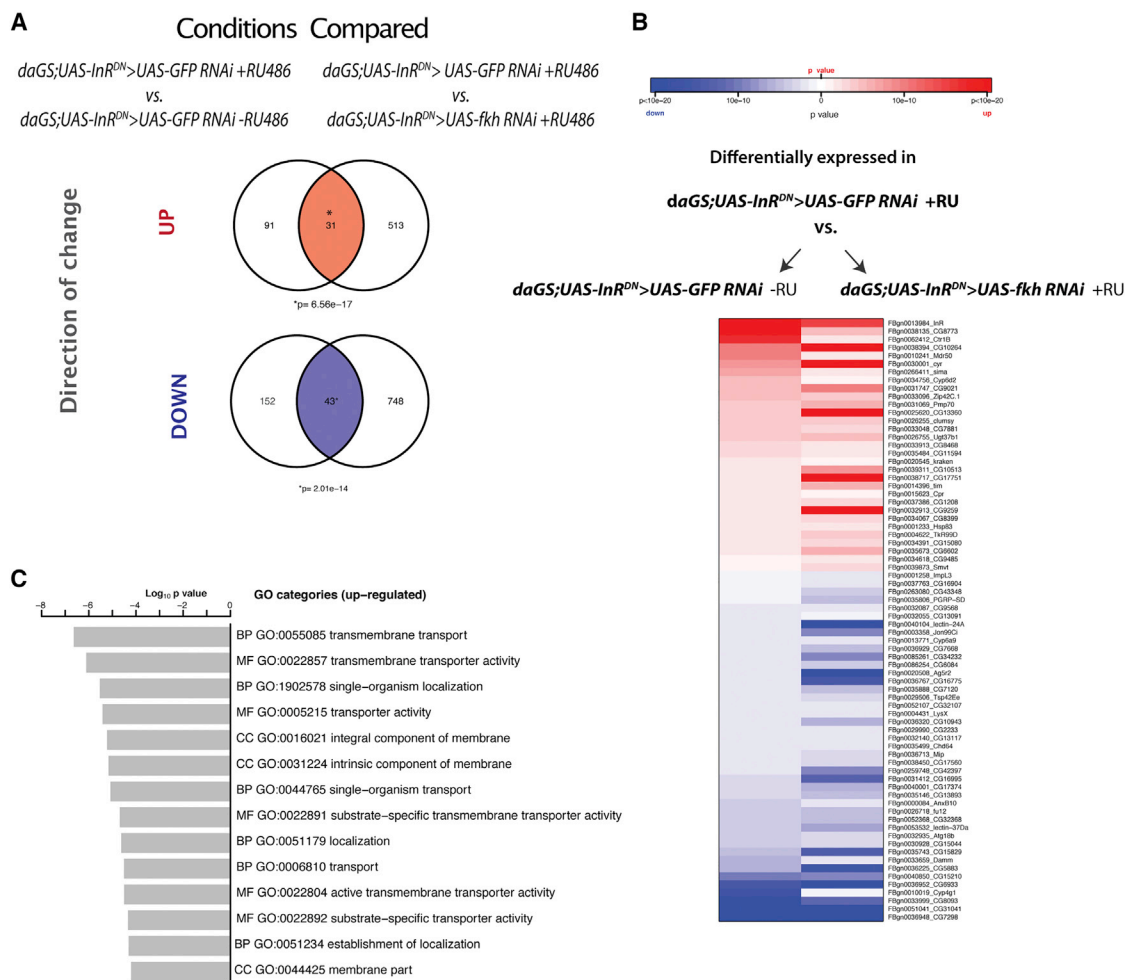 A
Conditions Compared
daGS;UAS-InR^DN>UAS-GFP RNAi +RU486
vs.
daGS;UAS-InR^DN>UAS-GFP RNAi -RU486
daGS;UAS-InR^DN> UAS-GFP RNAi +RU486
vs.
daGS;UAS-InR^DN>UAS-fkh RNAi +RU486
Direction of change
UP
91
*
31
513
*p= 6.56e-17
DOWN
152
43*
748
*p= 2.01e-14
B
p value
p<10e-20
10e+10
0
10e+10
p<10e-20
down
p value
up
Differentially expressed in
daGS;UAS-InR^DN>UAS-GFP RNAi +RU
vs.
daGS;UAS-InR^DN>UAS-GFP RNAi -RU
daGS;UAS-InR^DN>UAS-fkh RNAi +RU
FBgn0013984_InR
FBgn0038135_CG8773
FBgn0062412_Ctr1B
FBgn0038394_CG10264
FBgn0010241_Mdr50
FBgn0030001_cyr
FBgn0266411_sima
FBgn0034756_Cyp6d2
FBgn0031747_CG9021
FBgn0033096_Zip42C.1
FBgn0031069_Pmp70
FBgn0025620_CG13360
FBgn0026255_clumsy
FBgn0033048_CG7881
FBgn0026755_Ugt37b1
FBgn0033913_CG8468
FBgn0035484_CG11594
FBgn0020545_kraken
FBgn0039311_CG10513
FBgn0038717_CG17751
FBgn0014396_tim
FBgn0015623_Cpr
FBgn0037386_CG1208
FBgn0032913_CG9259
FBgn0034067_CG8399
FBgn0001233_Hsp83
FBgn0004622_TkR99D
FBgn0034391_CG15080
FBgn0035673_CG6602
FBgn0034618_CG9485
FBgn0039873_Smvt
FBgn0001258_ImpL3
FBgn0037763_CG16904
FBgn0263080_CG43348
FBgn0035806_PGRP-SD
FBgn0032087_CG9568
FBgn0032055_CG13091
FBgn0040104_lectin-24A
FBgn0003358_Jon99Ci
FBgn0013771_Cyp6a9
FBgn0036929_CG7668
FBgn0085261_CG34232
FBgn0086254_CG6084
FBgn0020508_Ag5r2
FBgn0036767_CG16775
FBgn0035888_CG7120
FBgn0029506_Tsp42Ee
FBgn0052107_CG32107
FBgn0004431_LysX
FBgn0036320_CG10943
FBgn0029990_CG2233
FBgn0032140_CG13117
FBgn0035499_Chd64
FBgn0036713_Mip
FBgn0038450_CG17560
FBgn0259748_CG42397
FBgn0031412_CG16995
FBgn0040001_CG17374
FBgn0035146_CG13893
FBgn0000084_AnxB10
FBgn0026718_fu12
FBgn0052368_CG32368
FBgn0053532_lectin-37Da
FBgn0032935_Atg18b
FBgn0030928_CG15044
FBgn0035743_CG15829
FBgn0033659_Damm
FBgn0036225_CG5883
FBgn0040850_CG15210
FBgn0036952_CG6933
FBgn0010019_Cyp4g1
FBgn0033999_CG8093
FBgn0051041_CG31041
FBgn0036948_CG7298
C
Log10 p value
-8
-6
-4
-2
0
GO categories (up-regulated)
BP GO:0055085 transmembrane transport
MF GO:0022857 transmembrane transporter activity
BP GO:1902578 single-organism localization
MF GO:0005215 transporter activity
CC GO:0016021 integral component of membrane
CC GO:0031224 intrinsic component of membrane
BP GO:0044765 single-organism transport
MF GO:0022891 substrate-specific transmembrane transporter activity
BP GO:0051179 localization
BP GO:0006810 transport
MF GO:0022804 active transmembrane transporter activity
MF GO:0022892 substrate-specific transporter activity
BP GO:0051234 establishment of localization
CC GO:0044425 membrane part